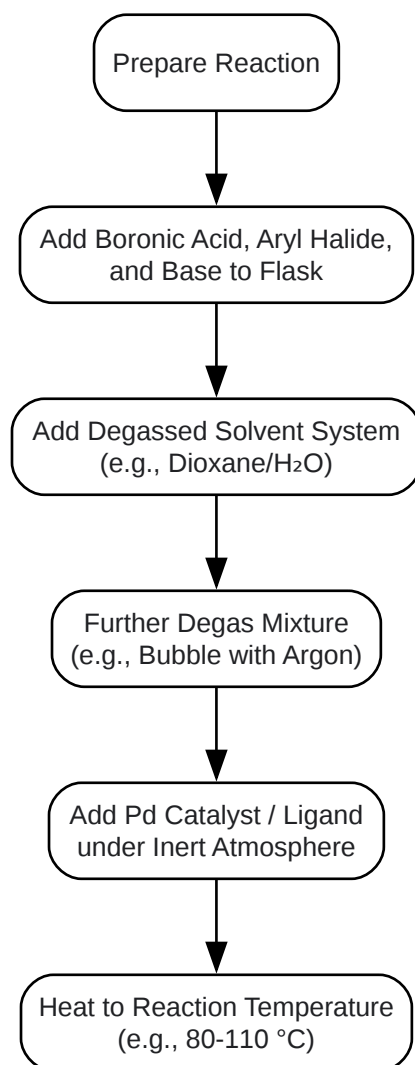 Prepare Reaction
Add Boronic Acid, Aryl Halide,
and Base to Flask
Add Degassed Solvent System
(e.g., Dioxane/H₂O)
Further Degas Mixture
(e.g., Bubble with Argon)
Add Pd Catalyst / Ligand
under Inert Atmosphere
Heat to Reaction Temperature
(e.g., 80-110 °C)